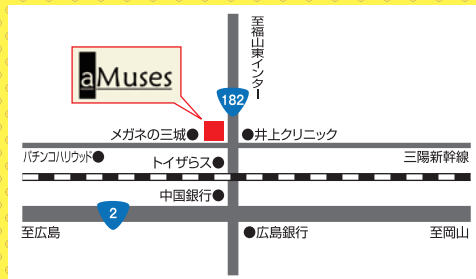 至福山東インター
aMuses
182
メガネの三城
井上クリニック
パチンコハリウッド
トイザらス
三陽新幹線
中国銀行
2
至広島
広島銀行
至岡山